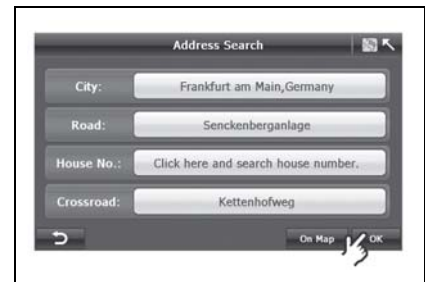 Address Search
City: Frankfurt am Main,Germany
Road: Senckenberganlage
House No.: Click here and search house number.
Crossroad: Kettenhofweg
On Map OK